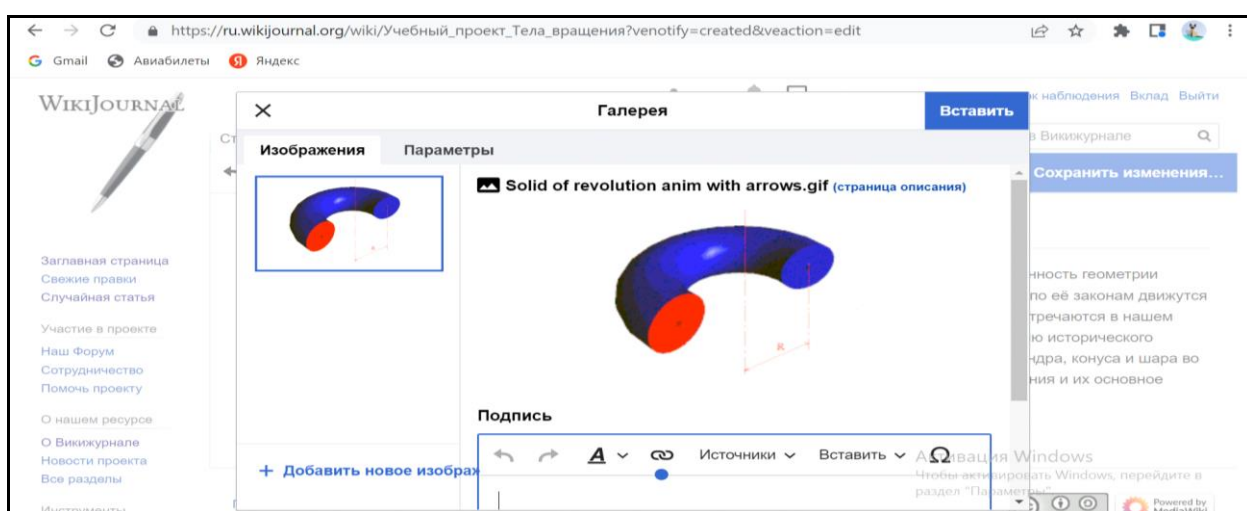 https://ru.wikijournal.org/wiki/Учебный_проект_Тела_вращения?venotify=created&veaction=edit
Gmail Авиабилеты Яндекс
WIKIJOURNAL
наблюдения Вклад Выйти
Галерея
Вставить
в Викижурнале
Изображения Параметры
Сохранить изменения...
Solid of revolution anim with arrows.gif (страница описания)
R
Заглавная страница
Свежие правки
Случайная статья
Участие в проекте
Наш Форум
Сотрудничество
Помочь проекту
О нашем ресурсе
О Викижурнале
Новости проекта
Все разделы
Инструменты
нность геометрии
по её законам движутся
тречаются в нашем
ю исторического
ндра, конуса и шара во
ния и их основное
Подпись
A Источники Вставить Ω
+ Добавить новое изображ
Активация Windows
Чтобы активировать Windows, перейдите в
раздел "Параметры".
Powered by
MediaWiki